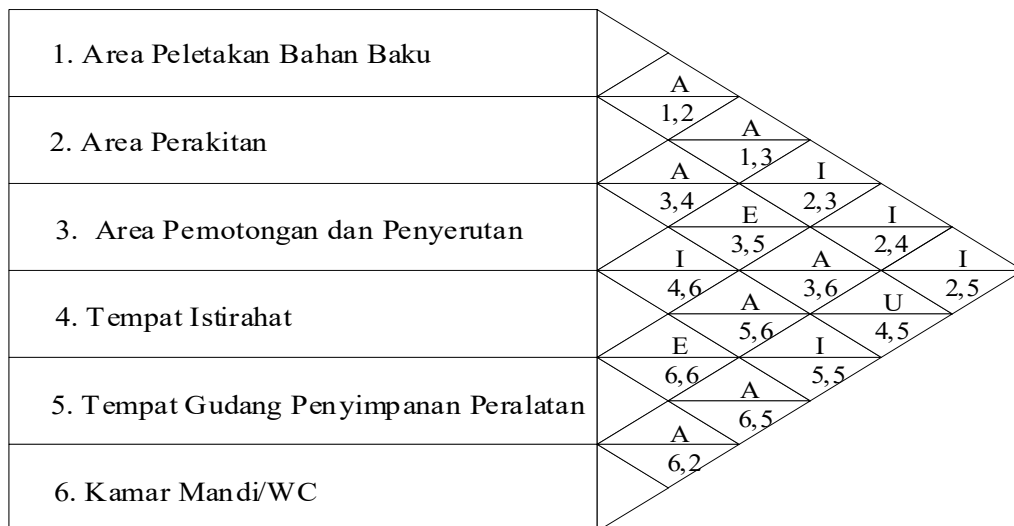 1. Area Peletakan Bahan Baku
2. Area Perakitan
3. Area Pemotongan dan Penyerutan
4. Tempat Istirahat
5. Tempat Gudang Penyimpanan Peralatan
6. Kamar Mandi/WC
A
1,2
A
1,3
A
I
3,4
2,3
E
I
3,5
2,4
I
A
I
4,6
3,6
2,5
A
U
5,6
4,5
E
I
6,6
5,5
A
6,5
A
6,2